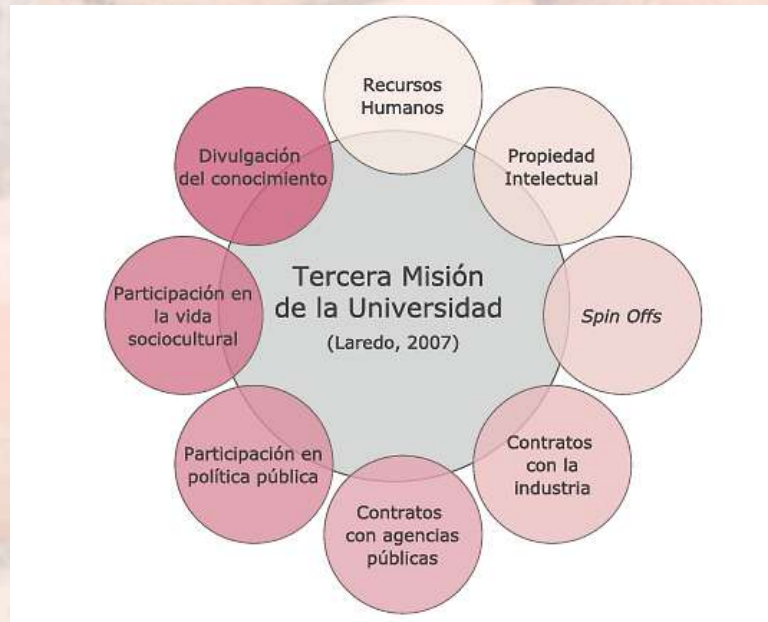 Tercera Misión
de la Universidad
(Laredo, 2007)
Recursos
Humanos
Propiedad
Intelectual
Spin Offs
Contratos
con la
industria
Contratos
con agencias
públicas
Participación en
política pública
Participación en
la vida
sociocultural
Divulgación
del conocimiento